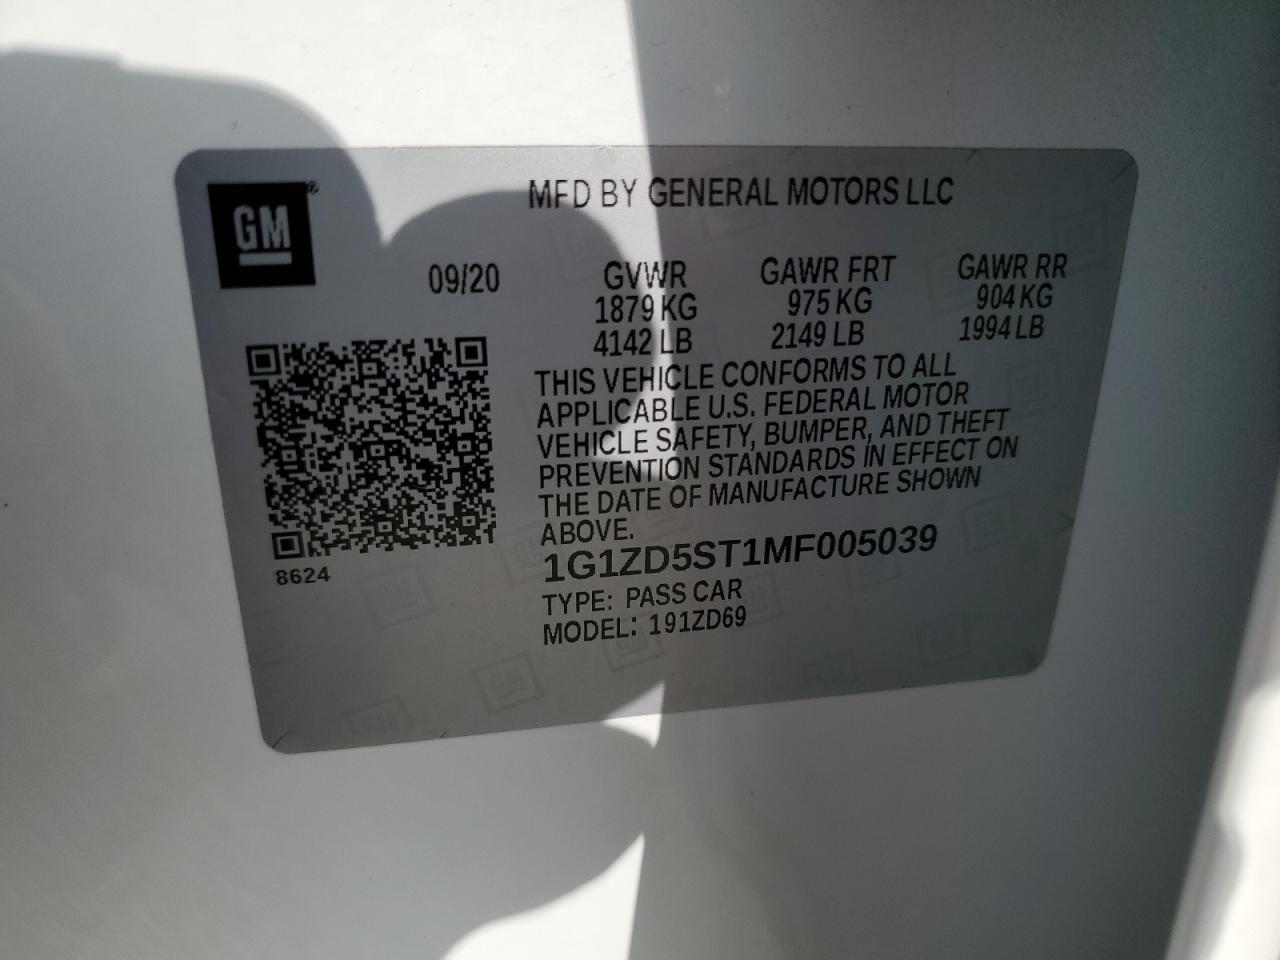 GM®
MFD BY GENERAL MOTORS LLC
09/20 GVWR GAWR FRT GAWR RR
1879 KG 975 KG 904 KG
4142 LB 2149 LB 1994 LB
THIS VEHICLE CONFORMS TO ALL
APPLICABLE U.S. FEDERAL MOTOR
VEHICLE SAFETY, BUMPER, AND THEFT
PREVENTION STANDARDS IN EFFECT ON
THE DATE OF MANUFACTURE SHOWN
ABOVE.
8624
1G1ZD5ST1MF005039
TYPE: PASS CAR
MODEL: 191ZD69